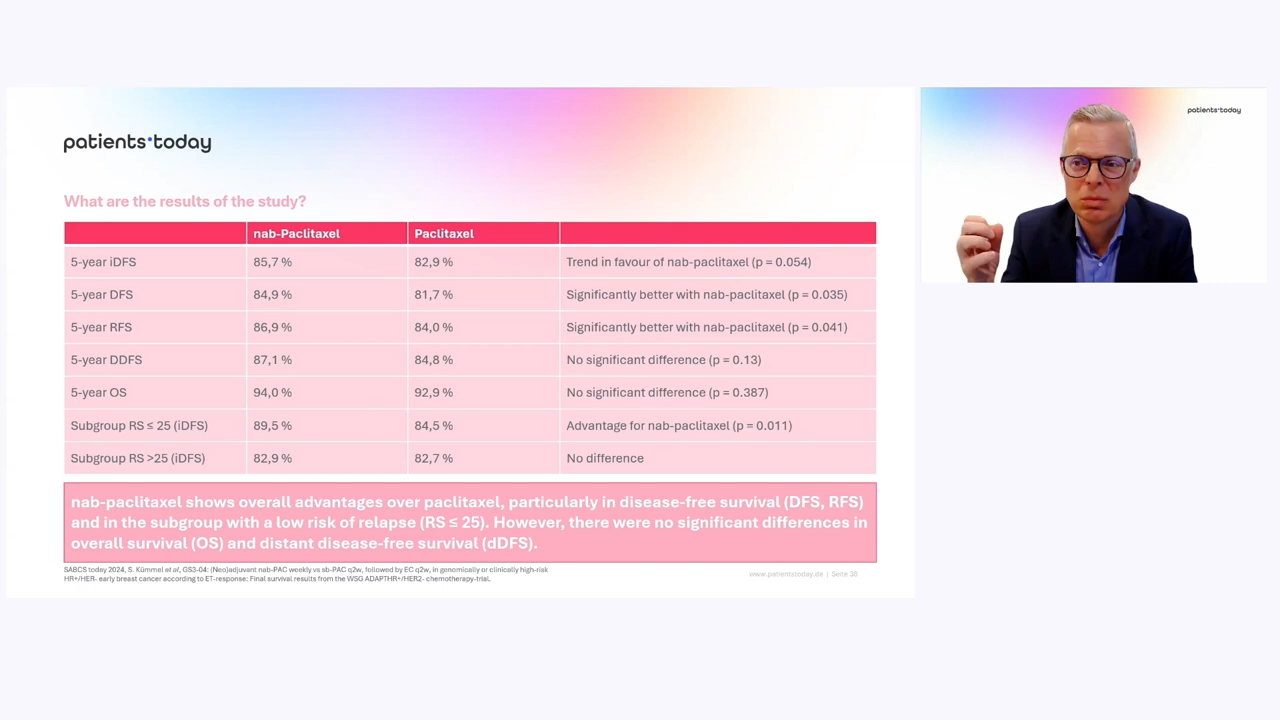 patients•today
patients•today
What are the results of the study?
nab-Paclitaxel Paclitaxel
5-year iDFS 85,7 % 82,9 % Trend in favour of nab-paclitaxel (p = 0.054)
5-year DFS 84,9 % 81,7 % Significantly better with nab-paclitaxel (p = 0.035)
5-year RFS 86,9 % 84,0 % Significantly better with nab-paclitaxel (p = 0.041)
5-year DDFS 87,1 % 84,8 % No significant difference (p = 0.13)
5-year OS 94,0 % 92,9 % No significant difference (p = 0.387)
Subgroup RS ≤ 25 (iDFS) 89,5 % 84,5 % Advantage for nab-paclitaxel (p = 0.011)
Subgroup RS >25 (iDFS) 82,9 % 82,7 % No difference
nab-paclitaxel shows overall advantages over paclitaxel, particularly in disease-free survival (DFS, RFS)
and in the subgroup with a low risk of relapse (RS ≤ 25). However, there were no significant differences in
overall survival (OS) and distant disease-free survival (dDFS).
SABCS today 2024, S. Kümmel et al, GS3-04: (Neo)adjuvant nab-PAC weekly vs sb-PAC q2w, followed by EC q2w, in genomically or clinically high-risk
HR+/HER- early breast cancer according to ET-response: Final survival results from the WSG ADAPTHR+/HER2- chemotherapy-trial.
www.patientstoday.de | Seite 36